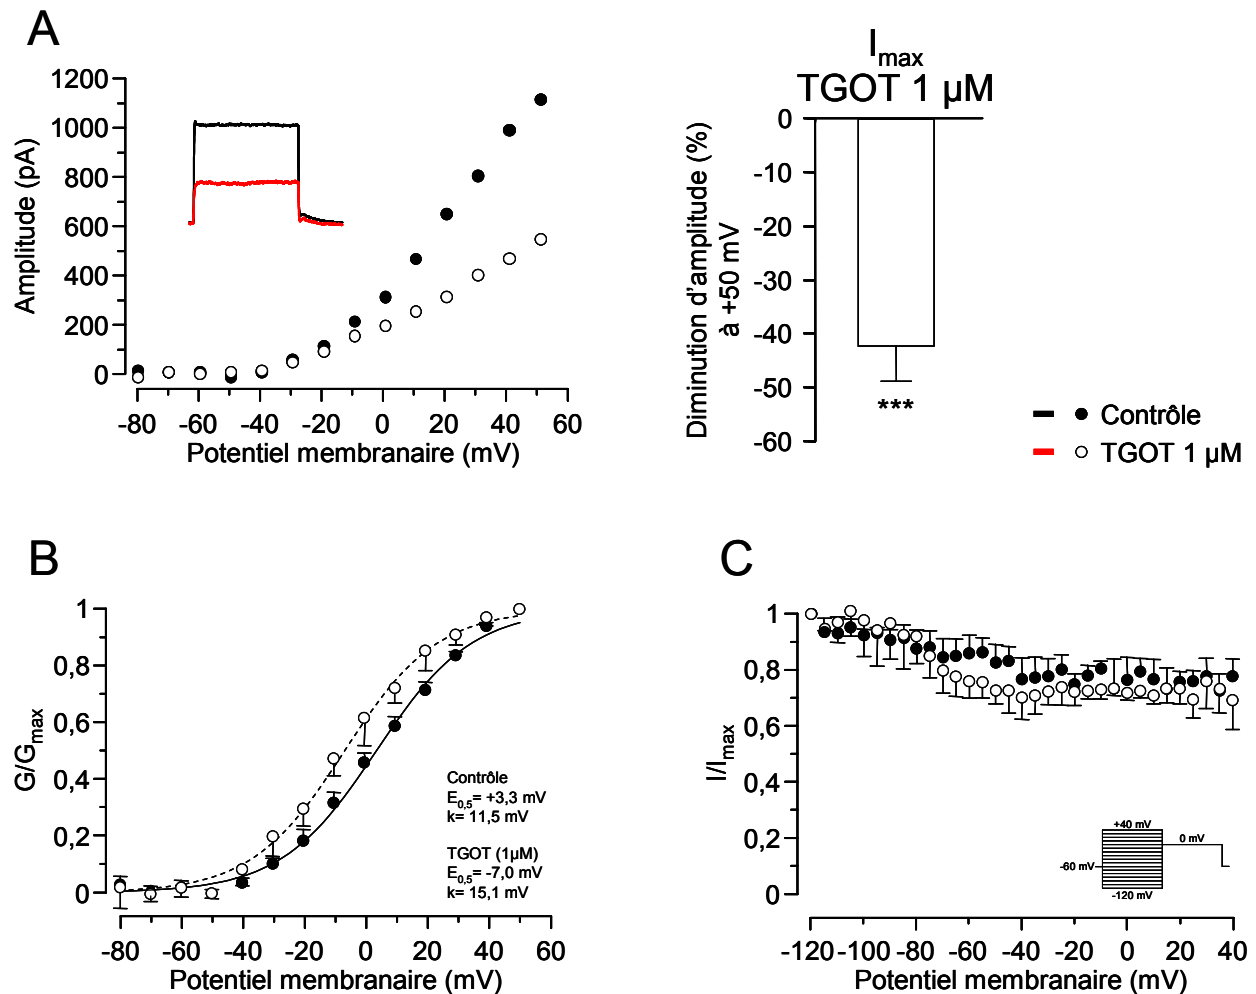 A
1200
1000
800
600
400
200
0
Amplitude (pA)
-80 -60 -40 -20 0 20 40 60
Potentiel membranaire (mV)
Imax
TGOT 1 µM
0
-10
-20
-30
-40
-50
-60
Diminution d'amplitude (%)
à +50 mV
***
Contrôle
TGOT 1 µM
B
1
0,8
0,6
0,4
0,2
0
G/Gmax
Contrôle
E0,5= +3,3 mV
k= 11,5 mV
TGOT (1µM)
E0,5= -7,0 mV
k= 15,1 mV
-80 -60 -40 -20 0 20 40 60
Potentiel membranaire (mV)
C
1
0,8
0,6
0,4
0,2
0
I/Imax
+40 mV
0 mV
-60 mV
-120 mV
-120 -100 -80 -60 -40 -20 0 20 40
Potentiel membranaire (mV)